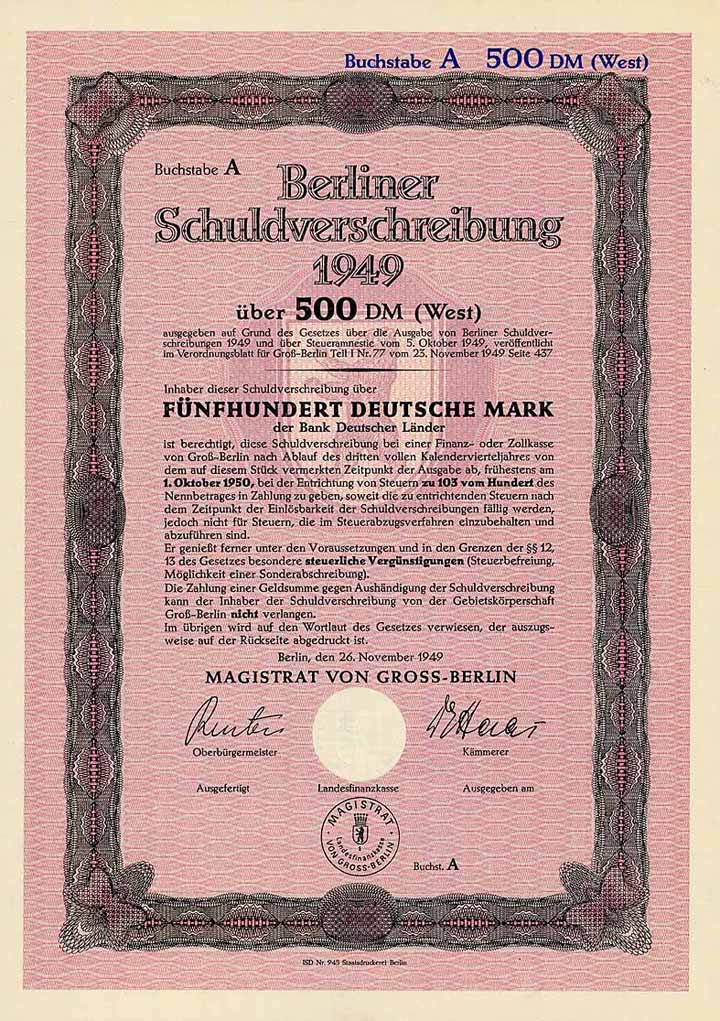 Buchstabe A 500 DM (West)
Buchstabe A
Berliner
Schuldverschreibung
1949
über 500 DM (West)
ausgegeben auf Grund des Gesetzes über die Ausgabe von Berliner Schuldver-
schreibungen 1949 und über Steueramnestie vom 5. Oktober 1949, veröffentlicht
im Verordnungsblatt für Groß-Berlin Teil I Nr. 77 vom 23. November 1949 Seite 437
Inhaber dieser Schuldverschreibung über
FÜNFHUNDERT DEUTSCHE MARK
der Bank Deutscher Länder
ist berechtigt, diese Schuldverschreibung bei einer Finanz- oder Zollkasse
von Groß-Berlin nach Ablauf des dritten vollen Kalendervierteljahres von
dem auf diesem Stück vermerkten Zeitpunkt der Ausgabe ab, frühestens am
1. Oktober 1950, bei der Entrichtung von Steuern zu 103 vom Hundert des
Nennbetrages in Zahlung zu geben, soweit die zu entrichtenden Steuern nach
dem Zeitpunkt der Einlösbarkeit der Schuldverschreibungen fällig werden,
jedoch nicht für Steuern, die im Steuerabzugsverfahren einzubehalten und
abzuführen sind.
Er genießt ferner unter den Voraussetzungen und in den Grenzen der §§ 12,
13 des Gesetzes besondere steuerliche Vergünstigungen (Steuerbefreiung,
Möglichkeit einer Sonderabschreibung).
Die Zahlung einer Geldsumme gegen Aushändigung der Schuldverschreibung
kann der Inhaber der Schuldverschreibung von der Gebietskörperschaft
Groß-Berlin nicht verlangen.
Im übrigen wird auf den Wortlaut des Gesetzes verwiesen, der auszugs-
weise auf der Rückseite abgedruckt ist.
Berlin, den 26. November 1949
MAGISTRAT VON GROSS-BERLIN
Reuter Dr Haas
Oberbürgermeister Kämmerer
Ausgefertigt Landesfinanzkasse Ausgegeben am
MAGISTRAT
VON GROSS-BERLIN
Landesfinanzkasse
Buchst. A
ISD Nr. 945 Staatsdruckerei Berlin